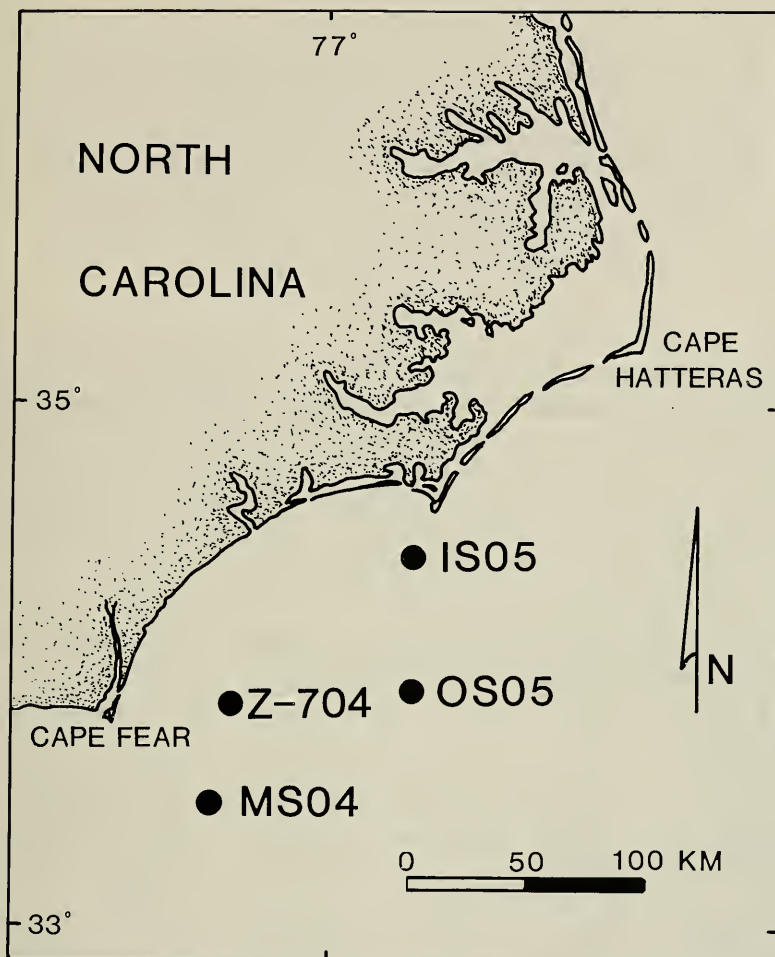 77°
NORTH
CAROLINA
CAPE
HATTERAS
35°
IS05
Z-704
OS05
N
CAPE FEAR
MS04
0 50 100 KM
33°